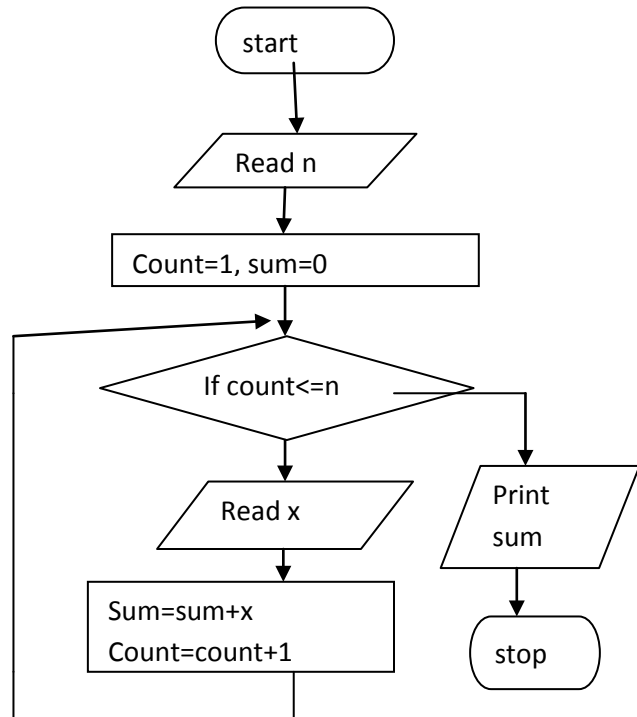 start
Read n
Count=1, sum=0
If count<=n
Read x
Print
sum
Sum=sum+x
Count=count+1
stop